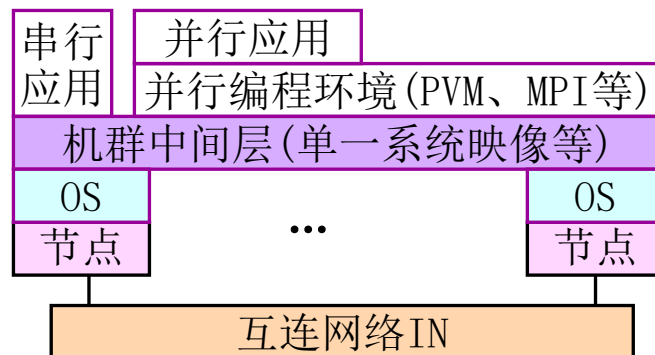 串行
应用
并行应用
并行编程环境(PVM、MPI等)
机群中间层(单一系统映像等)
OS
OS
...
节点
节点
互连网络IN